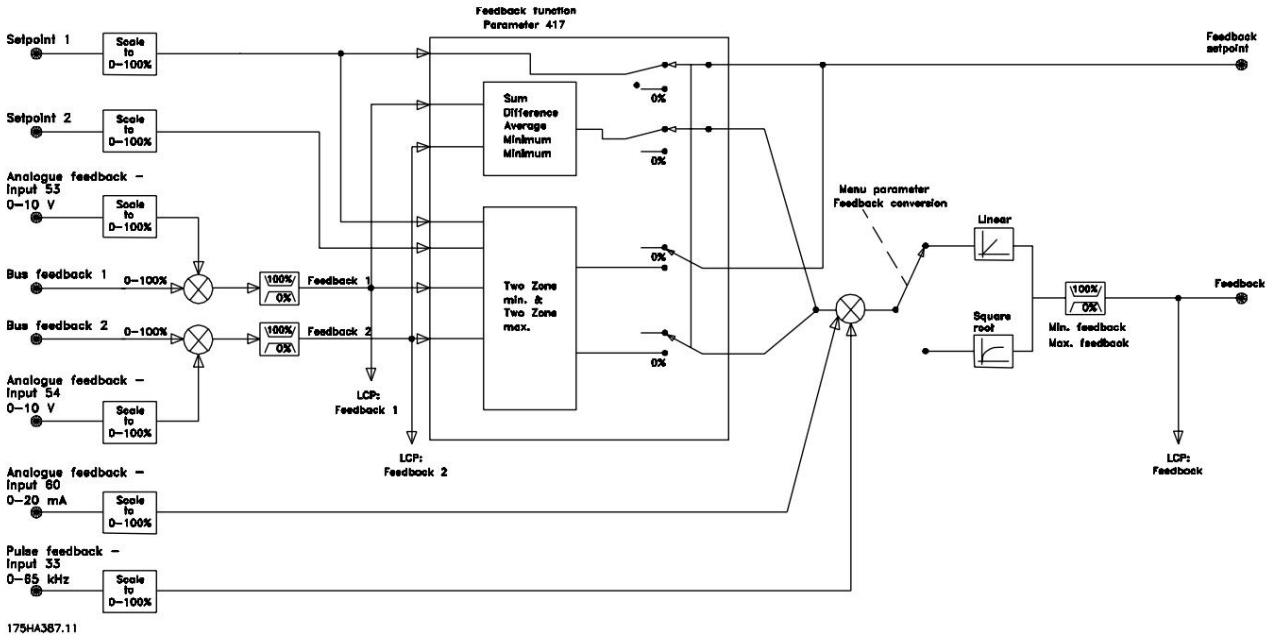 Feedback function
Parameter 417
Setpoint 1
Scale
to
0-100%
Feedback
setpoint
Sum
Difference
Average
Minimum
Minimum
0%
0%
Setpoint 2
Scale
to
0-100%
Analogue feedback -
input 53
0-10 V
Scale
to
0-100%
Menu parameter
Feedback conversion
Linear
Bus feedback 1
0-100%
100%
0%
Feedback 1
Two Zone
min. &
Two Zone
max.
0%
0%
Feedback
100%
0%
Min. feedback
Max. feedback
Square
root
Bus feedback 2
0-100%
100%
0%
Feedback 2
Analogue feedback -
input 54
0-10 V
Scale
to
0-100%
LCP:
Feedback 1
LCP:
Feedback 2
LCP:
Feedback
Analogue feedback -
input 60
0-20 mA
Scale
to
0-100%
Pulse feedback -
input 33
0-65 kHz
Scale
to
0-100%
175HA387.11